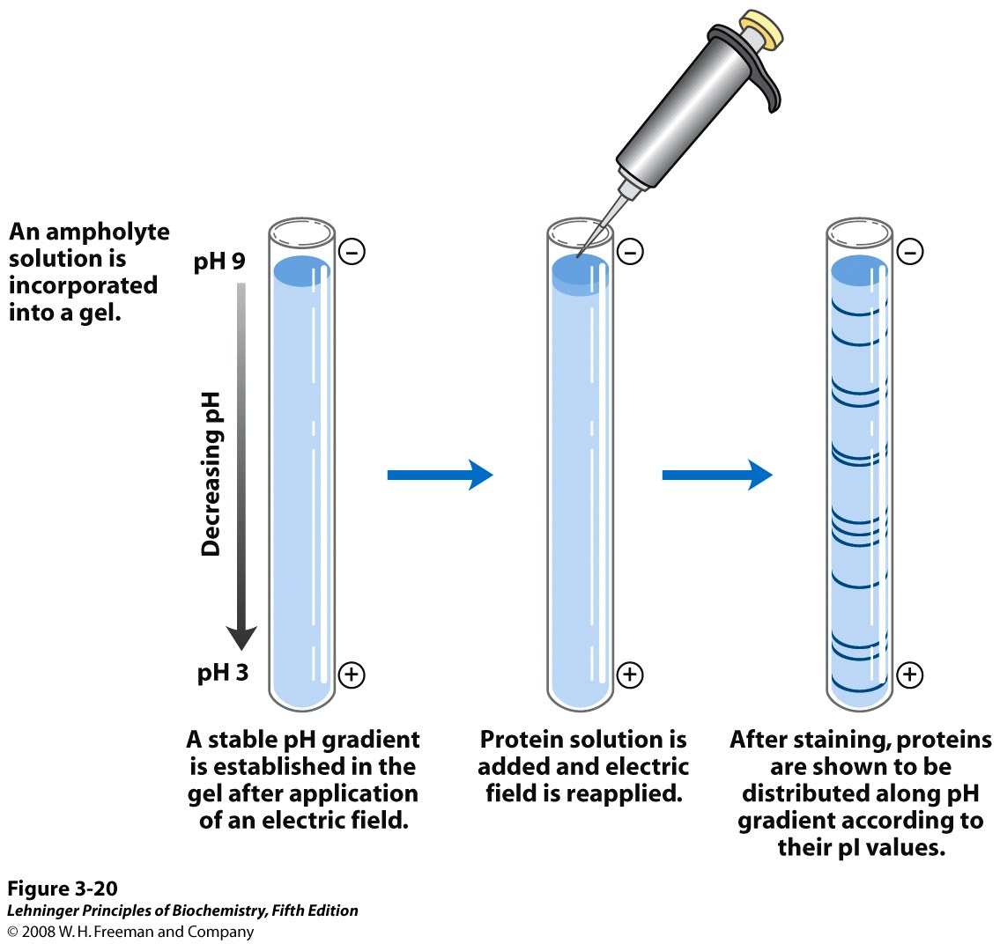 An ampholyte
solution is
incorporated
into a gel.
pH 9
Decreasing pH
pH 3
−
+
−
+
−
+
A stable pH gradient
is established in the
gel after application
of an electric field.
Protein solution is
added and electric
field is reapplied.
After staining, proteins
are shown to be
distributed along pH
gradient according to
their pI values.
Figure 3-20
Lehninger Principles of Biochemistry, Fifth Edition
© 2008 W. H. Freeman and Company